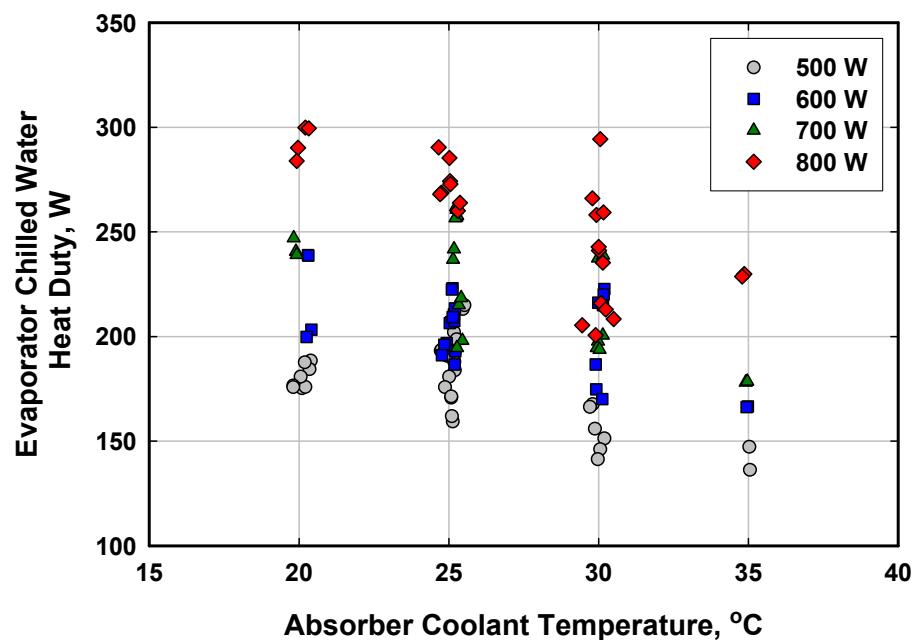 350
300
250
200
150
100
15
20
25
30
35
40
Evaporator Chilled Water
Heat Duty, W
Absorber Coolant Temperature, °C
500 W
600 W
700 W
800 W